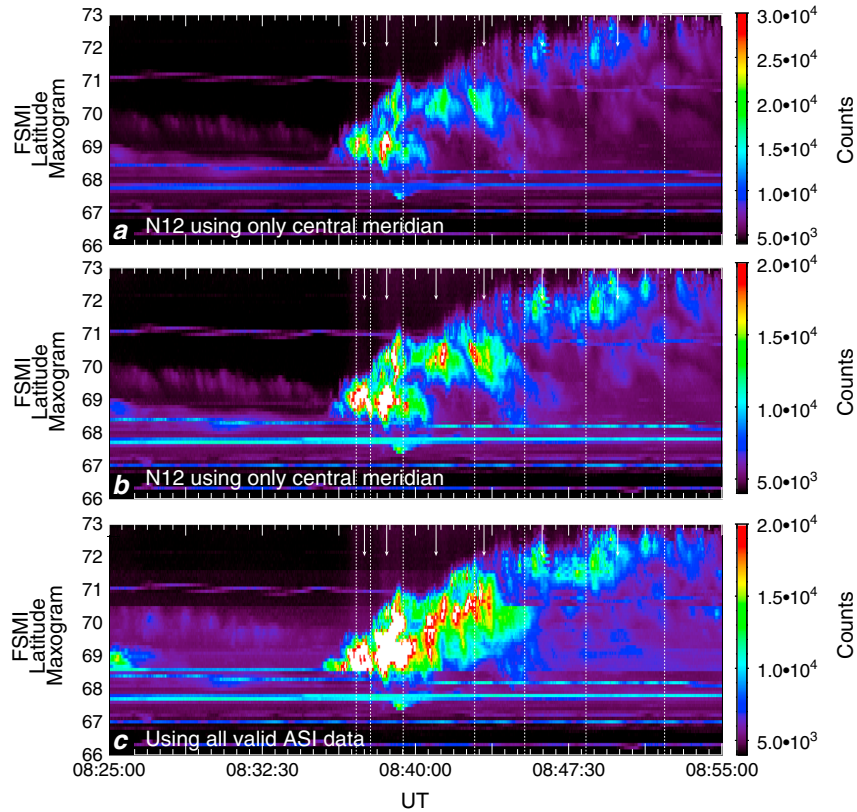 73
72
71
70
69
68
67
66
FSMI
Latitude
Maxogram
a N12 using only central meridian
3.0•10⁴
2.5•10⁴
2.0•10⁴
1.5•10⁴
1.0•10⁴
5.0•10³
Counts
73
72
71
70
69
68
67
66
FSMI
Latitude
Maxogram
b N12 using only central meridian
2.0•10⁴
1.5•10⁴
1.0•10⁴
5.0•10³
Counts
73
72
71
70
69
68
67
66
FSMI
Latitude
Maxogram
c Using all valid ASI data
2.0•10⁴
1.5•10⁴
1.0•10⁴
5.0•10³
Counts
08:25:00 08:32:30 08:40:00 08:47:30 08:55:00
UT